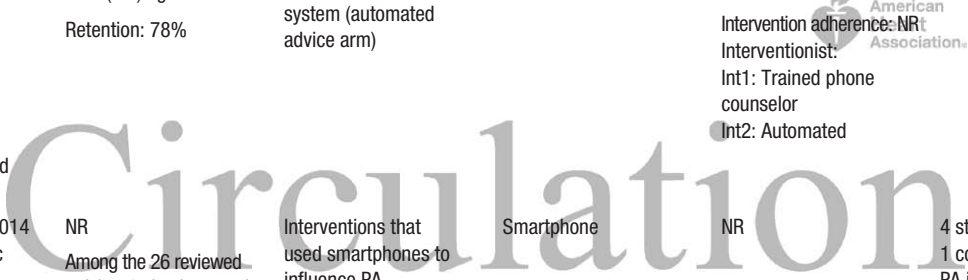 Retention: 78%
system (automated
advice arm)
American
Heart
Association®
Intervention adherence: NR
Interventionist:
Int1: Trained phone
counselor
Int2: Automated
Circulation
NR
Among the 26 reviewed
Interventions that
used smartphones to
influence PA
Smartphone
NR